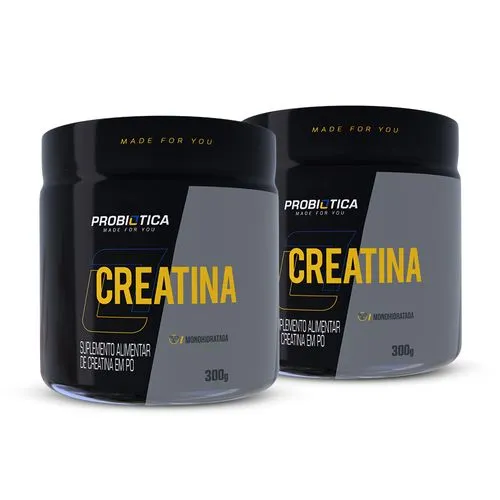 MADE FOR YOU
PROBIOTICA
MADE FOR YOU
CREATINA
MONOHIDRATADA
SUPLEMENTO ALIMENTAR
DE CREATINA EM PÓ
300g
MADE FOR YOU
PROBIOTICA
MADE FOR YOU
CREATINA
MONOHIDRATADA
SUPLEMENTO ALIMENTAR
CREATINA EM PÓ
300g